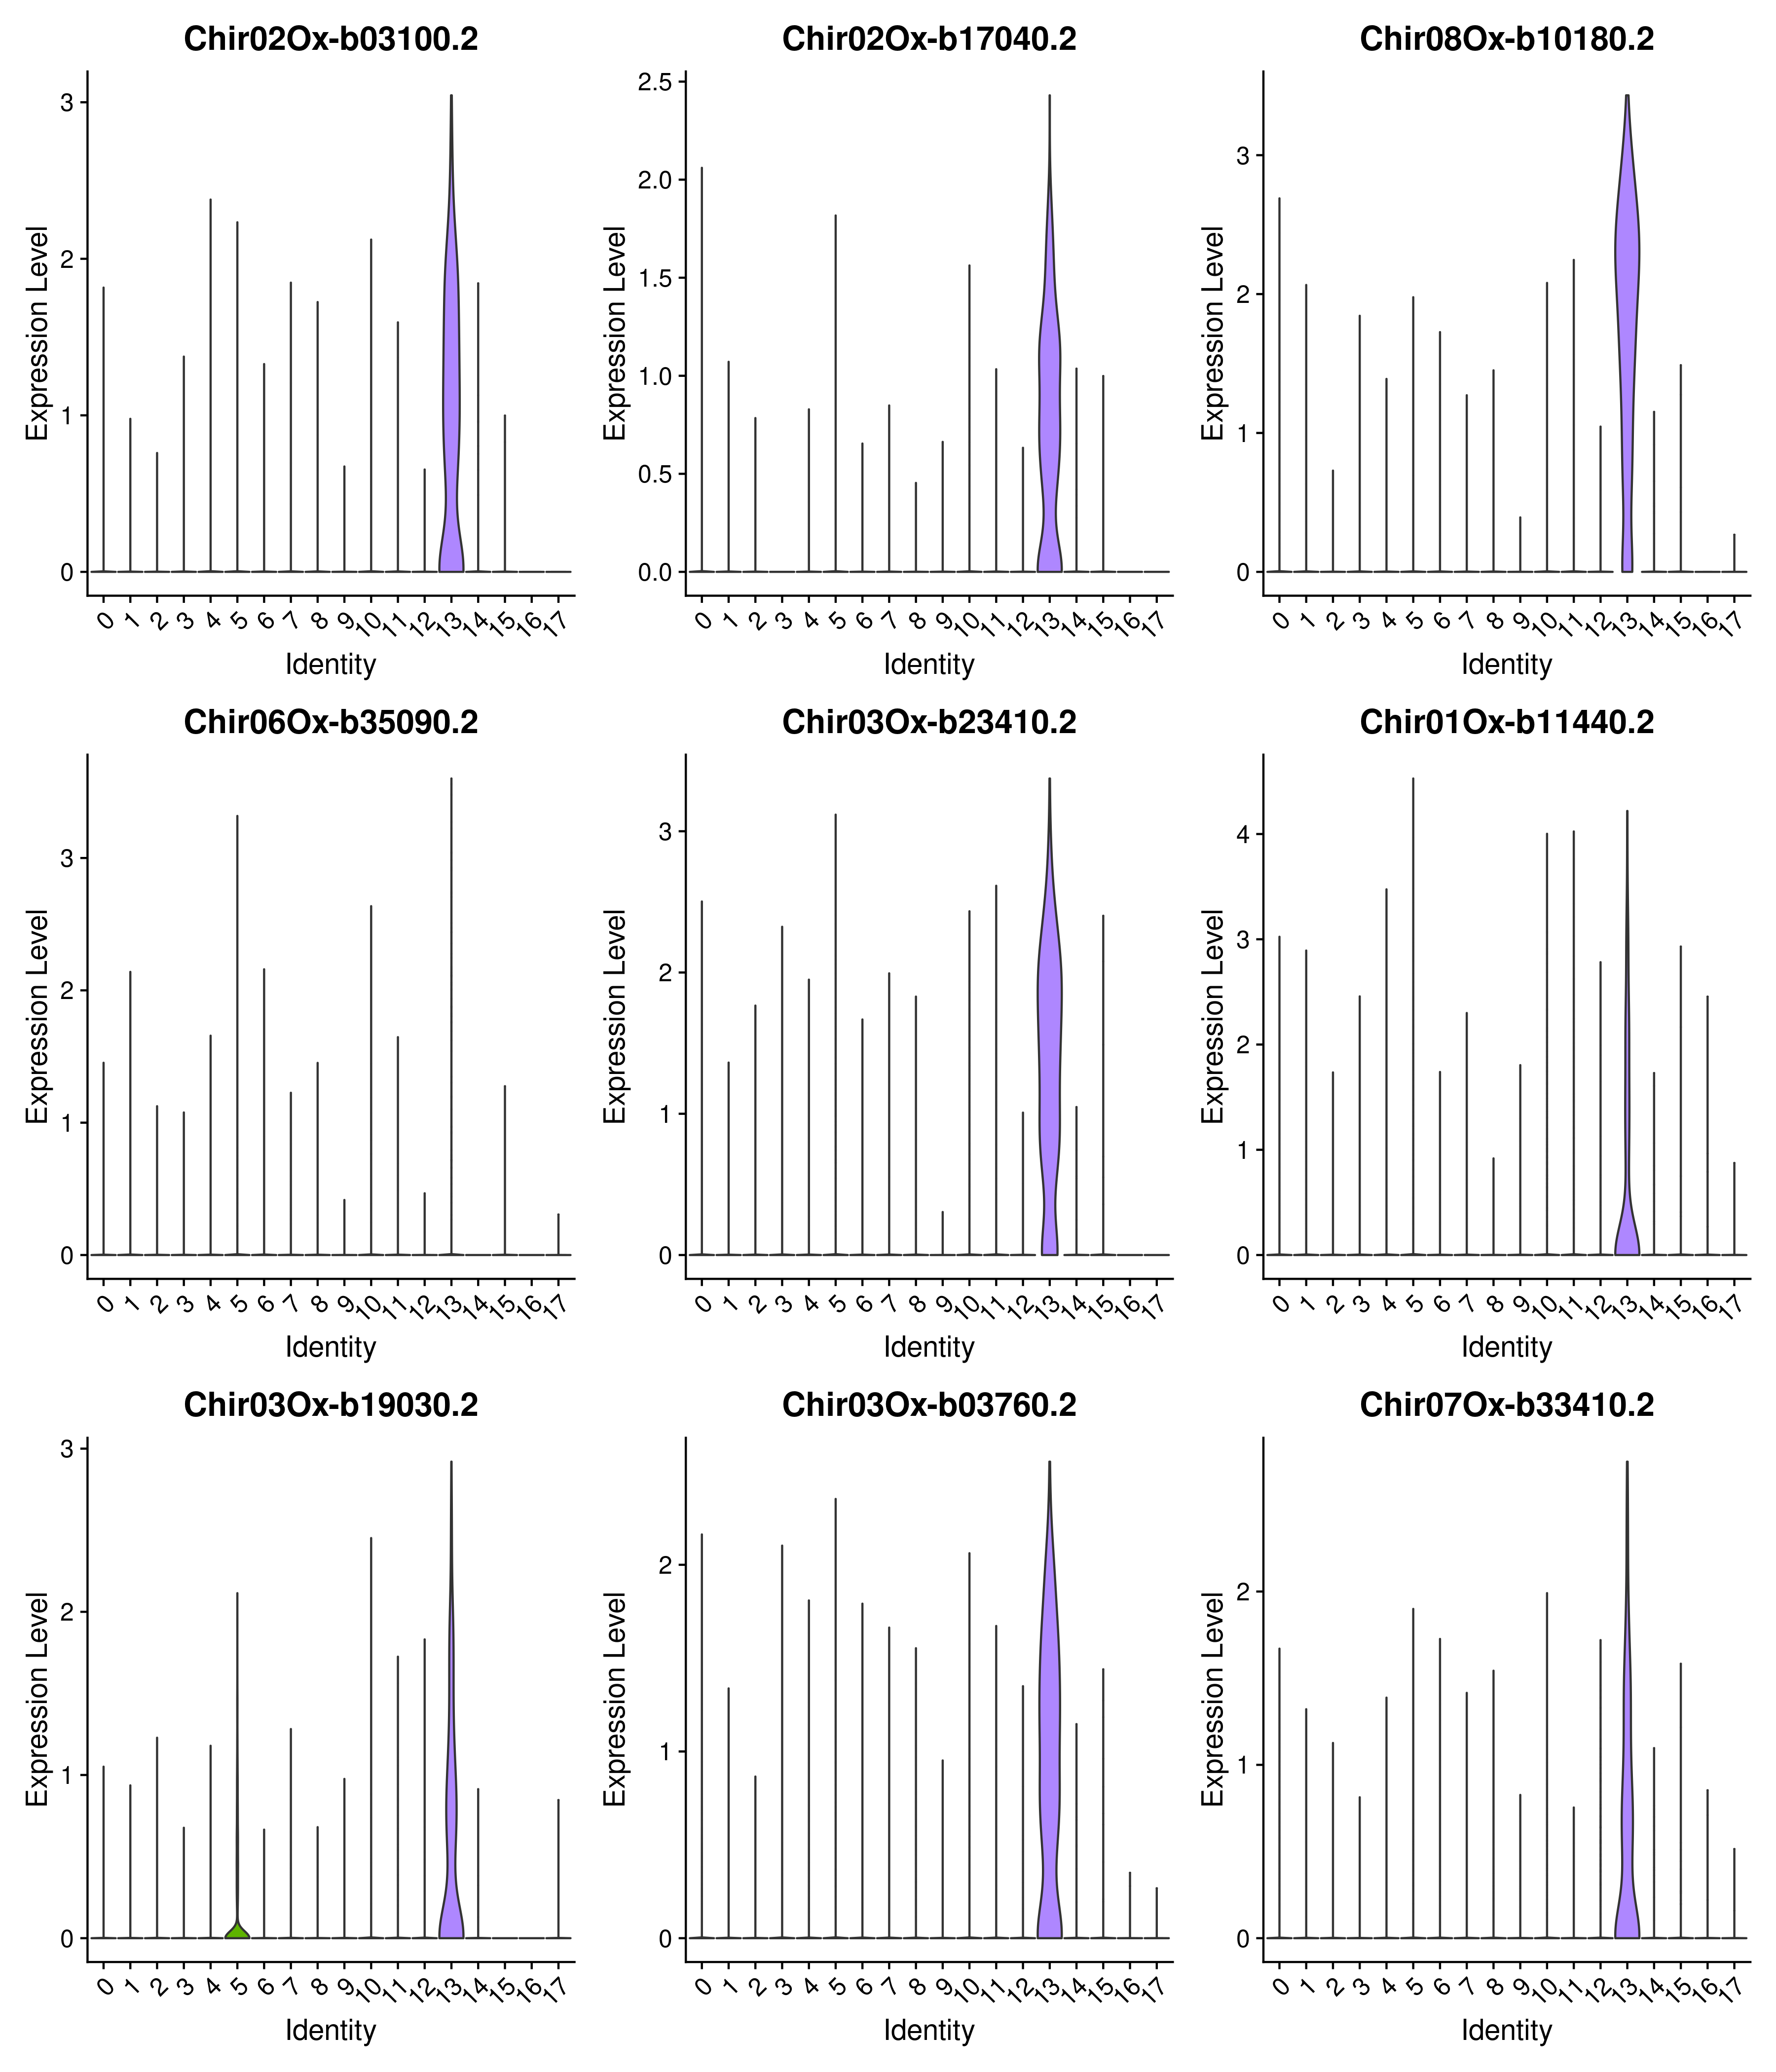 Chir02Ox-b03100.2
Expression Level
3
2
1
0
0 1 2 3 4 5 6 7 8 9 10 11 12 13 14 15 16 17
Identity
Chir02Ox-b17040.2
Expression Level
2.5
2.0
1.5
1.0
0.5
0.0
0 1 2 3 4 5 6 7 8 9 10 11 12 13 14 15 16 17
Identity
Chir08Ox-b10180.2
Expression Level
3
2
1
0
0 1 2 3 4 5 6 7 8 9 10 11 12 13 14 15 16 17
Identity
Chir06Ox-b35090.2
Expression Level
3
2
1
0
0 1 2 3 4 5 6 7 8 9 10 11 12 13 14 15 16 17
Identity
Chir03Ox-b23410.2
Expression Level
3
2
1
0
0 1 2 3 4 5 6 7 8 9 10 11 12 13 14 15 16 17
Identity
Chir01Ox-b11440.2
Expression Level
4
3
2
1
0
0 1 2 3 4 5 6 7 8 9 10 11 12 13 14 15 16 17
Identity
Chir03Ox-b19030.2
Expression Level
3
2
1
0
0 1 2 3 4 5 6 7 8 9 10 11 12 13 14 15 16 17
Identity
Chir03Ox-b03760.2
Expression Level
2
1
0
0 1 2 3 4 5 6 7 8 9 10 11 12 13 14 15 16 17
Identity
Chir07Ox-b33410.2
Expression Level
2
1
0
0 1 2 3 4 5 6 7 8 9 10 11 12 13 14 15 16 17
Identity